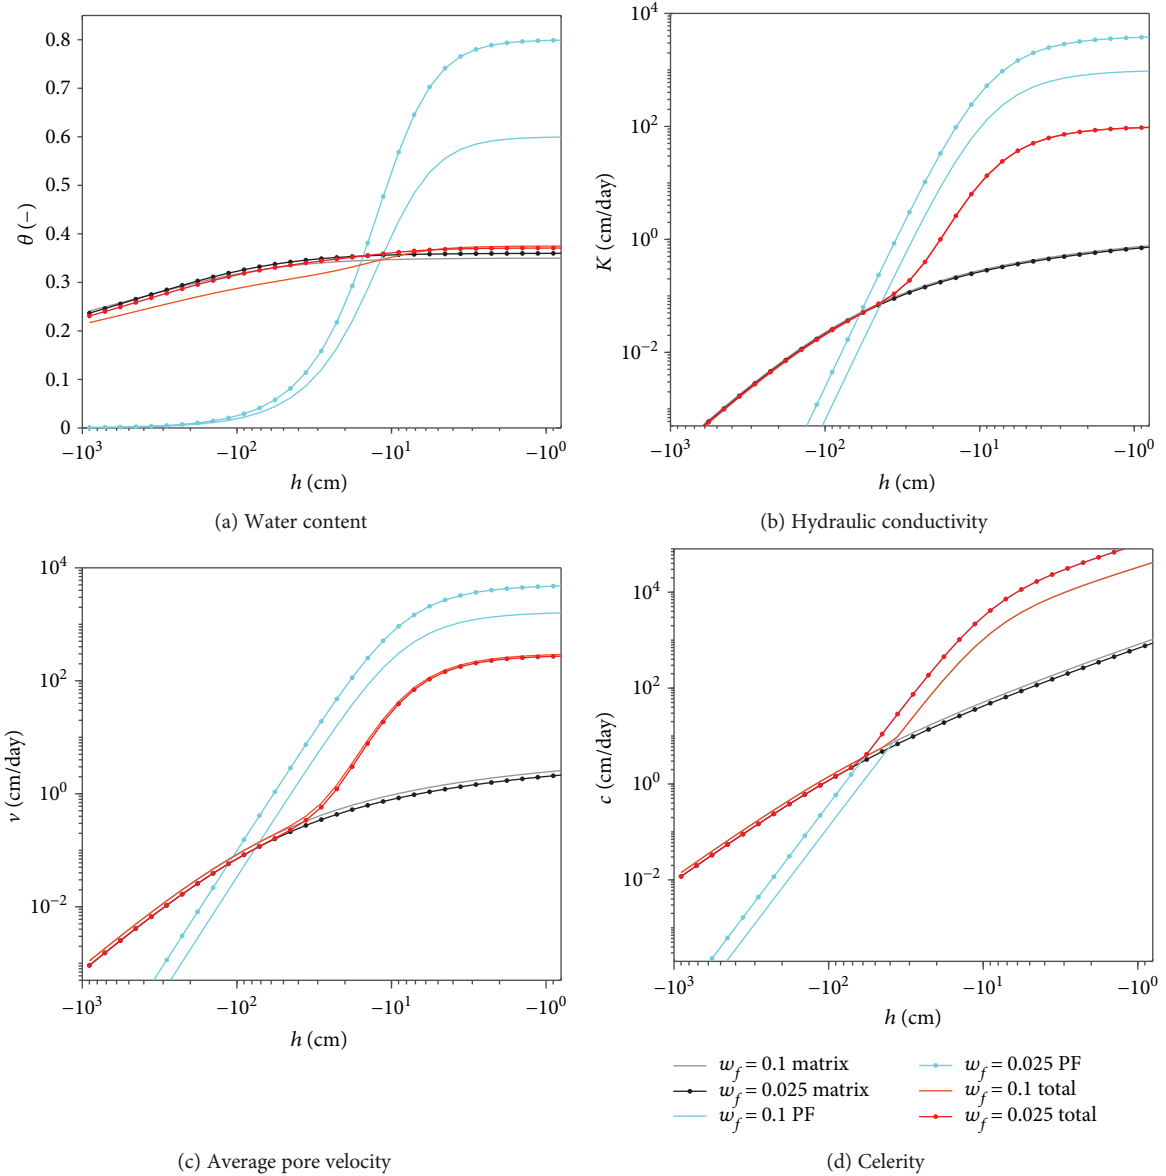 0.8
0.7
0.6
0.5
0.4
0.3
0.2
0.1
0
θ (−)
−10³ −10² −10¹ −10⁰
h (cm)
(a) Water content
10⁴
10²
10⁰
10⁻²
K (cm/day)
−10³ −10² −10¹ −10⁰
h (cm)
(b) Hydraulic conductivity
10⁴
10²
10⁰
10⁻²
v (cm/day)
−10³ −10² −10¹ −10⁰
h (cm)
(c) Average pore velocity
10⁴
10²
10⁰
10⁻²
c (cm/day)
−10³ −10² −10¹ −10⁰
h (cm)
w_f = 0.1 matrix
w_f = 0.025 matrix
w_f = 0.1 PF
w_f = 0.025 PF
w_f = 0.1 total
w_f = 0.025 total
(d) Celerity